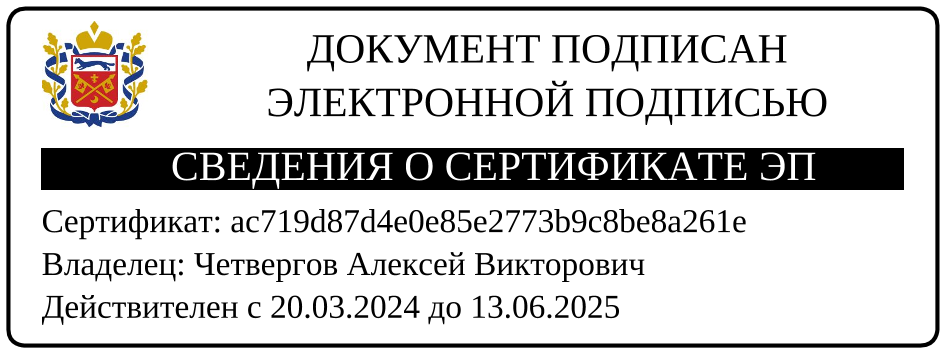 ДОКУМЕНТ ПОДПИСАН
ЭЛЕКТРОННОЙ ПОДПИСЬЮ
СВЕДЕНИЯ О СЕРТИФИКАТЕ ЭП
Сертификат: ac719d87d4e0e85e2773b9c8be8a261e
Владелец: Четвергов Алексей Викторович
Действителен с 20.03.2024 до 13.06.2025